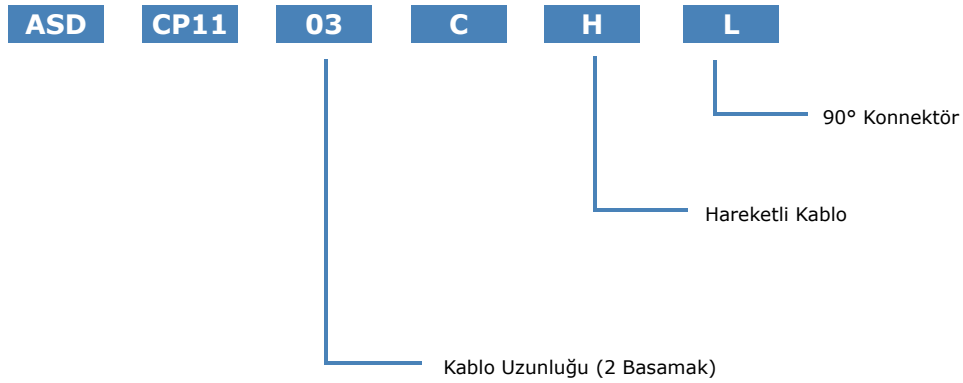 ASD CP11 03 C H L
90° Konnektör
Hareketli Kablo
Kablo Uzunluğu (2 Basamak)